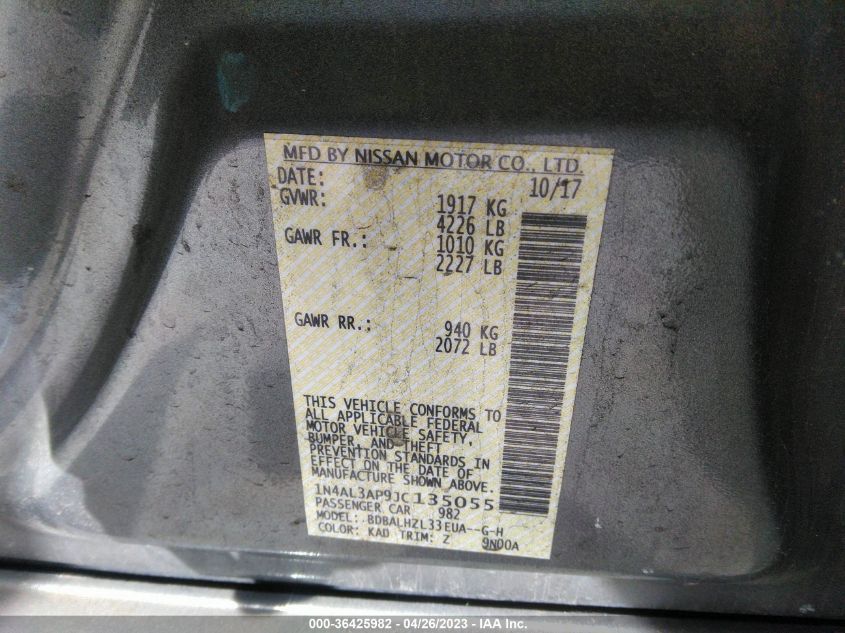 MFD BY NISSAN MOTOR CO., LTD.
DATE: 10/17
GVWR: 1917 KG
4226 LB
GAWR FR.: 1010 KG
2227 LB
GAWR RR.: 940 KG
2072 LB
THIS VEHICLE CONFORMS TO
ALL APPLICABLE FEDERAL
MOTOR VEHICLE SAFETY,
BUMPER, AND THEFT
PREVENTION STANDARDS IN
EFFECT ON THE DATE OF
MANUFACTURE SHOWN ABOVE.
1N4AL3AP9JC135055
PASSENGER CAR 982
MODEL: BDBALHZL33EUA--G-H
COLOR: KAD TRIM: Z 9N00A
000-36425982 - 04/26/2023 - IAA Inc.